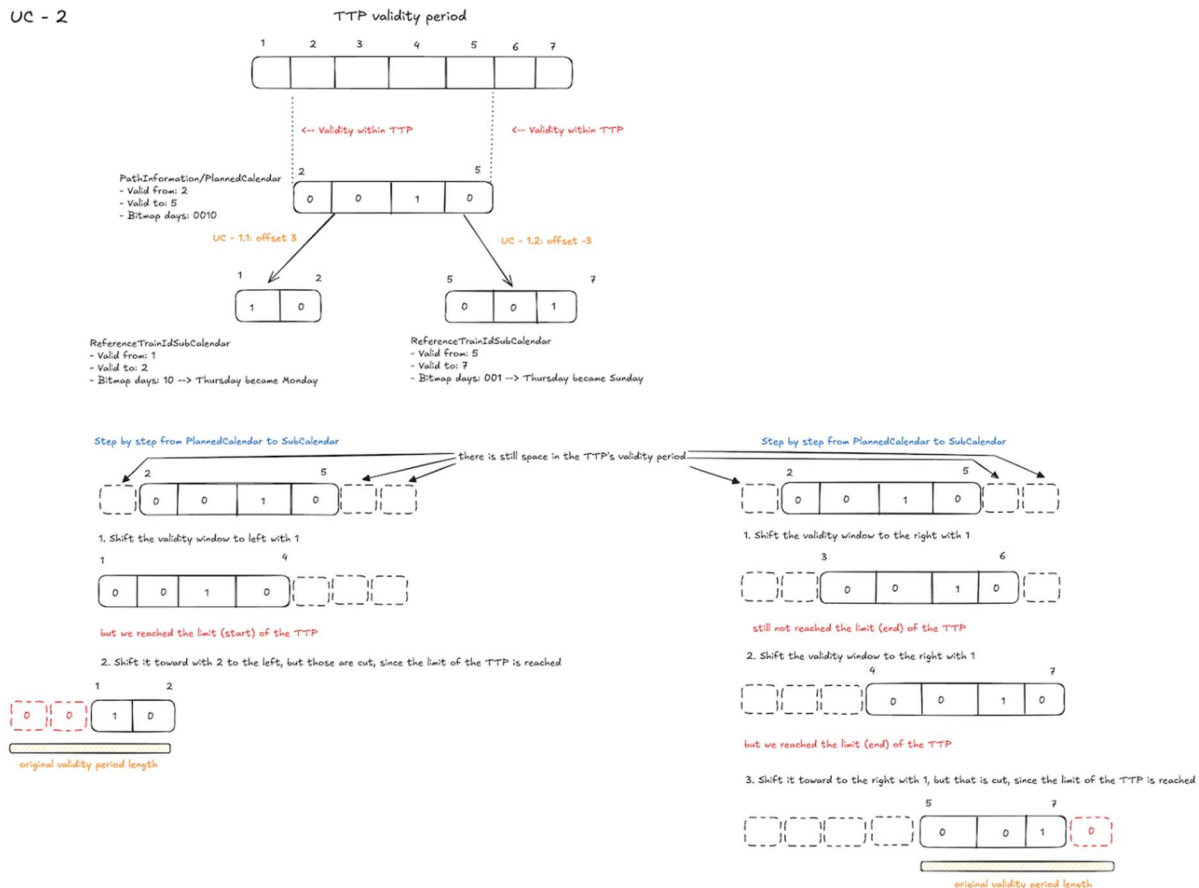 UC - 2
TTP validity period
1 2 3 4 5 6 7
<-- Validity within TTP
<-- Validity within TTP
PathInformation/PlannedCalendar
- Valid from: 2
- Valid to: 5
- Bitmap days: 0010
2 5
0 0 1 0
UC - 1.1: offset 3
UC - 1.2: offset -3
1 2
1 0
5 7
0 0 1
ReferenceTrainIdSubCalendar
- Valid from: 1
- Valid to: 2
- Bitmap days: 10 --> Thursday became Monday
ReferenceTrainIdSubCalendar
- Valid from: 5
- Valid to: 7
- Bitmap days: 001 --> Thursday became Sunday
Step by step from PlannedCalendar to SubCalendar
there is still space in the TTP's validity period
2 5
0 0 1 0
1. Shift the validity window to left with 1
1 4
0 0 1 0
but we reached the limit (start) of the TTP
2. Shift it toward with 2 to the left, but those are cut, since the limit of the TTP is reached
1 2
0 0 1 0
original validity period length
Step by step from PlannedCalendar to SubCalendar
2 5
0 0 1 0
1. Shift the validity window to the right with 1
3 6
0 0 1 0
still not reached the limit (end) of the TTP
2. Shift the validity window to the right with 1
4 7
0 0 1 0
but we reached the limit (end) of the TTP
3. Shift it toward to the right with 1, but that is cut, since the limit of the TTP is reached
5 7
0 0 1 0
original validity period length